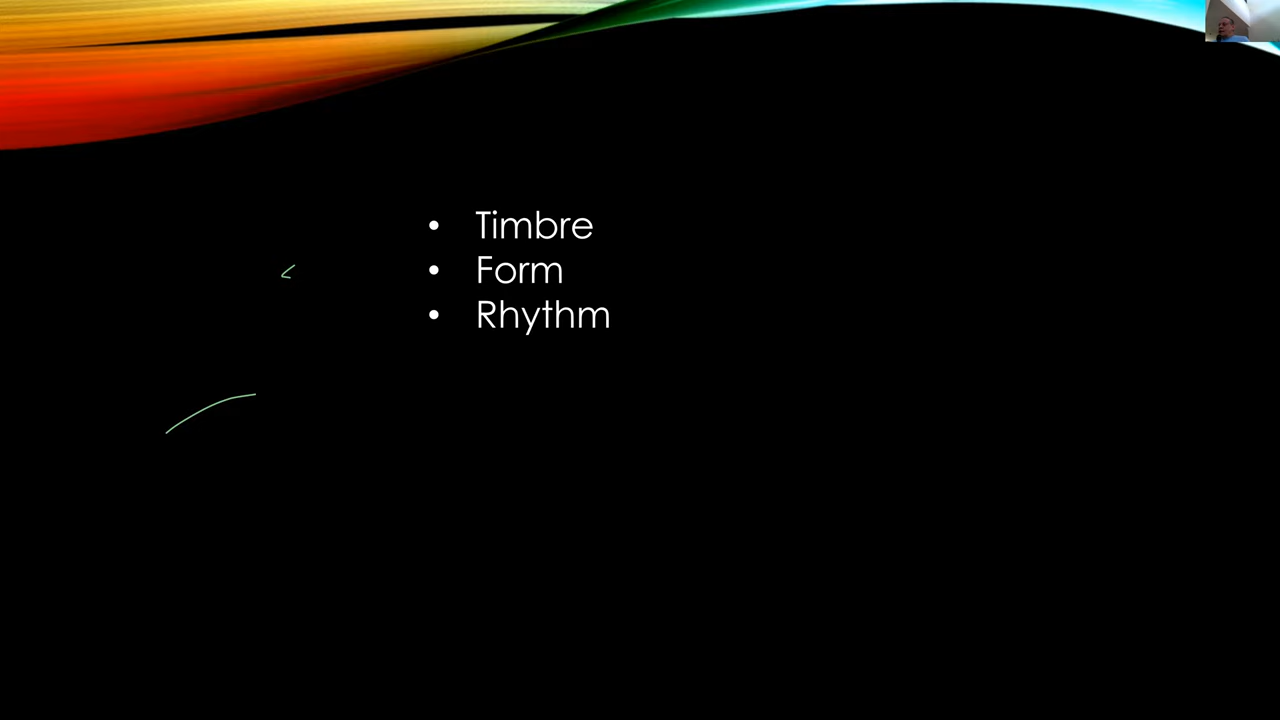 • Timbre
• Form
• Rhythm